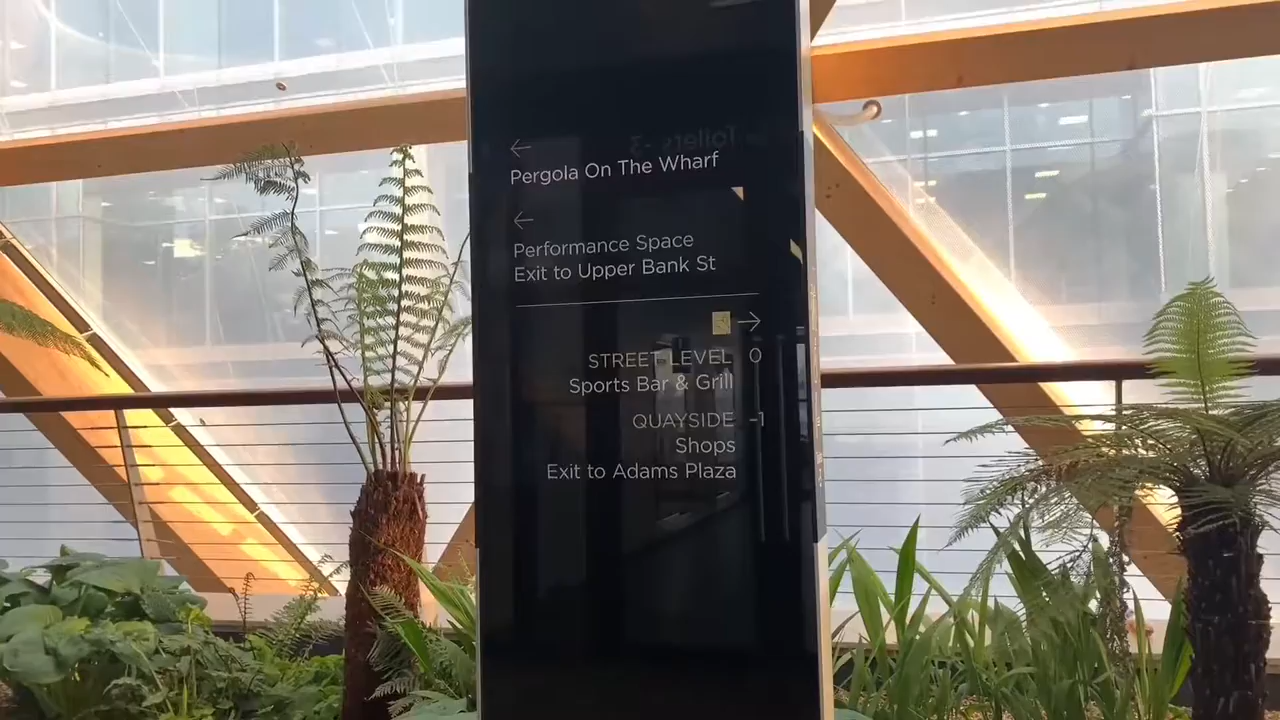 ←
Pergola On The Wharf
←
Performance Space
Exit to Upper Bank St
→
STREET LEVEL 0
Sports Bar & Grill
QUAYSIDE -1
Shops
Exit to Adams Plaza